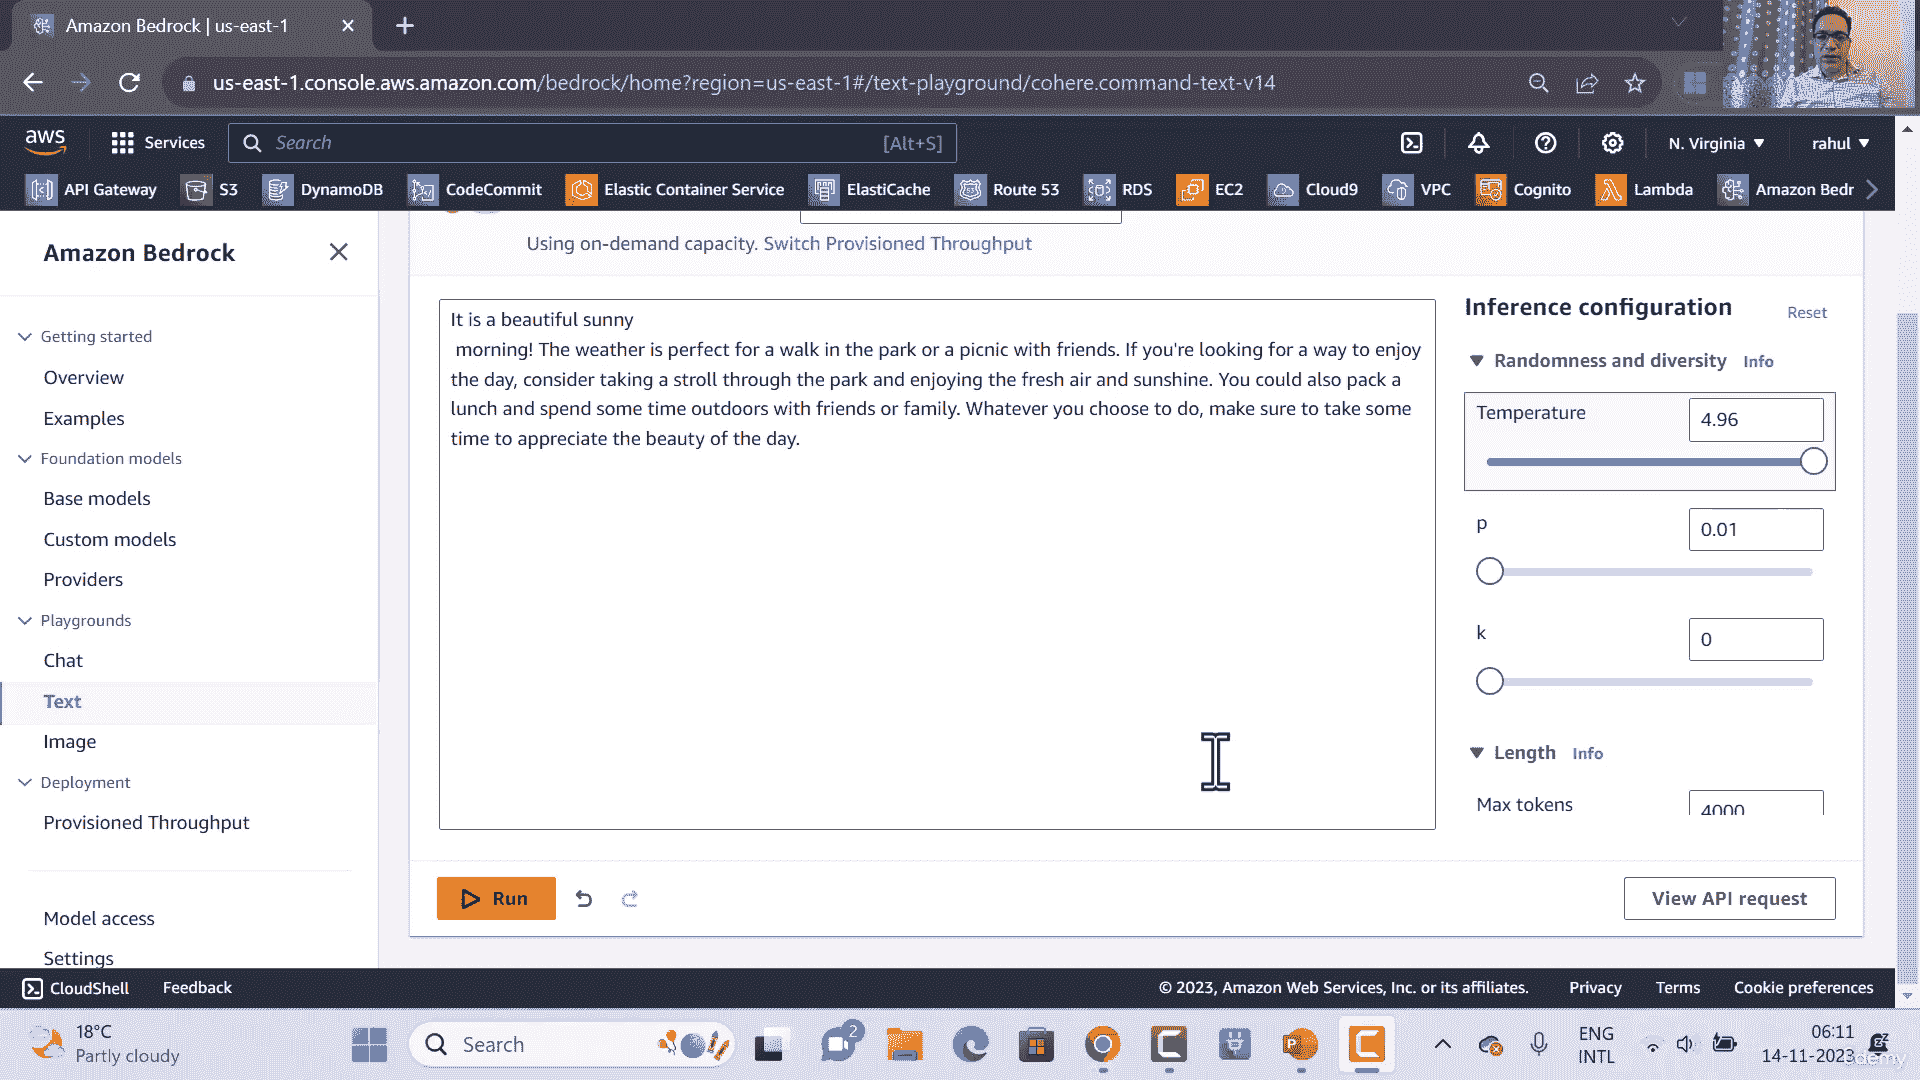 Amazon Bedrock | us-east-1
us-east-1.console.aws.amazon.com/bedrock/home?region=us-east-1#/text-playground/cohere.command-text-v14
aws
Services
Search
[Alt+S]
N. Virginia
rahul
API Gateway
S3
DynamoDB
CodeCommit
Elastic Container Service
ElastiCache
Route 53
RDS
EC2
Cloud9
VPC
Cognito
Lambda
Amazon Bedr
Amazon Bedrock
Getting started
Overview
Examples
Foundation models
Base models
Custom models
Providers
Playgrounds
Chat
Text
Image
Deployment
Provisioned Throughput
Model access
Settings
Using on-demand capacity. Switch Provisioned Throughput
It is a beautiful sunny
morning! The weather is perfect for a walk in the park or a picnic with friends. If you're looking for a way to enjoy
the day, consider taking a stroll through the park and enjoying the fresh air and sunshine. You could also pack a
lunch and spend some time outdoors with friends or family. Whatever you choose to do, make sure to take some
time to appreciate the beauty of the day.
Inference configuration
Reset
Randomness and diversity
Info
Temperature
4.96
p
0.01
k
0
Length
Info
Max tokens
4000
Run
View API request
CloudShell
Feedback
© 2023, Amazon Web Services, Inc. or its affiliates.
Privacy
Terms
Cookie preferences
18°C
Partly cloudy
Search
2
ENG
INTL
06:11
14-11-2023